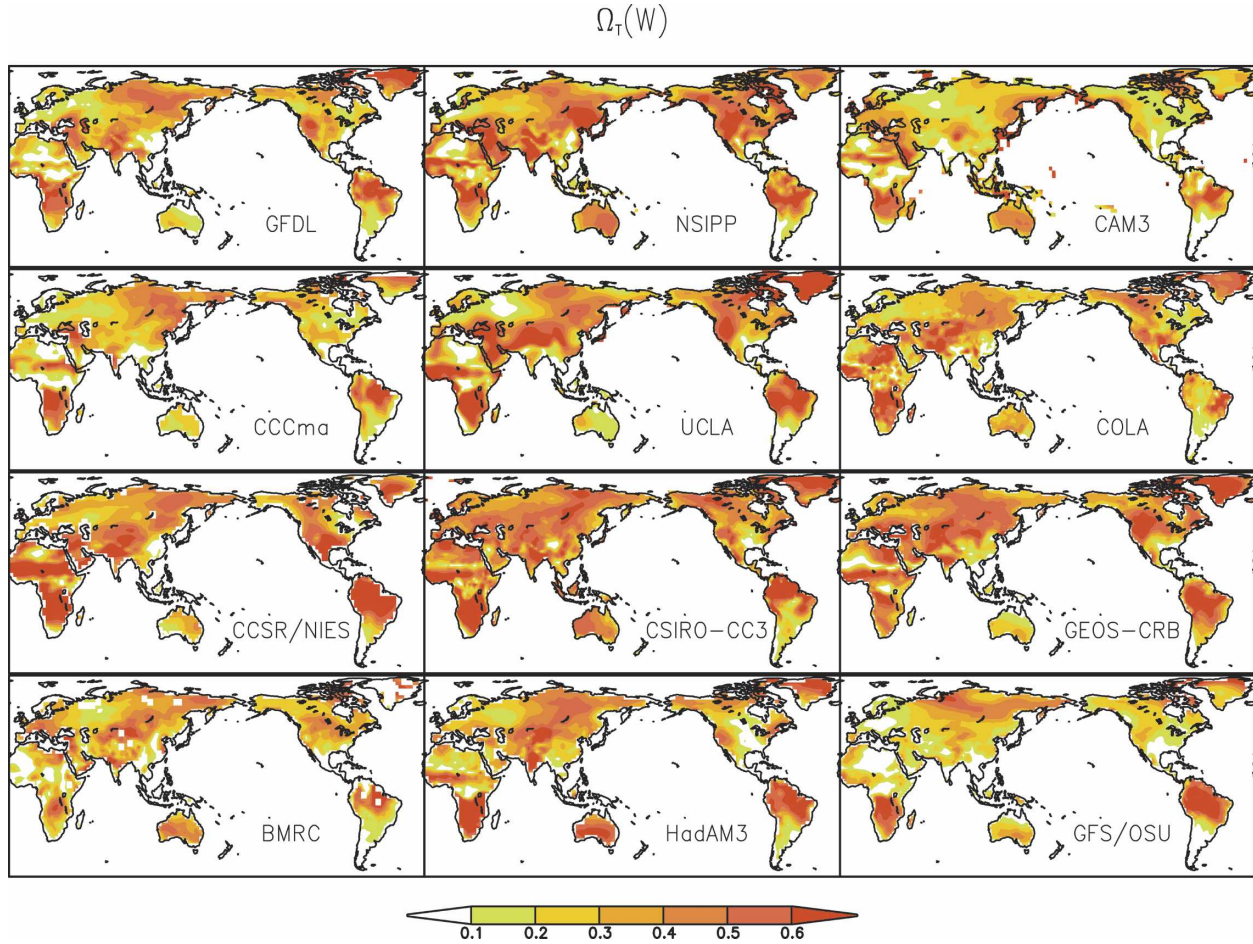 Ω_T(W)
GFDL
NSIPP
CAM3
CCCma
UCLA
COLA
CCSR/NIES
CSIRO-CC3
GEOS-CRB
BMRC
HadAM3
GFS/OSU
0.1 0.2 0.3 0.4 0.5 0.6